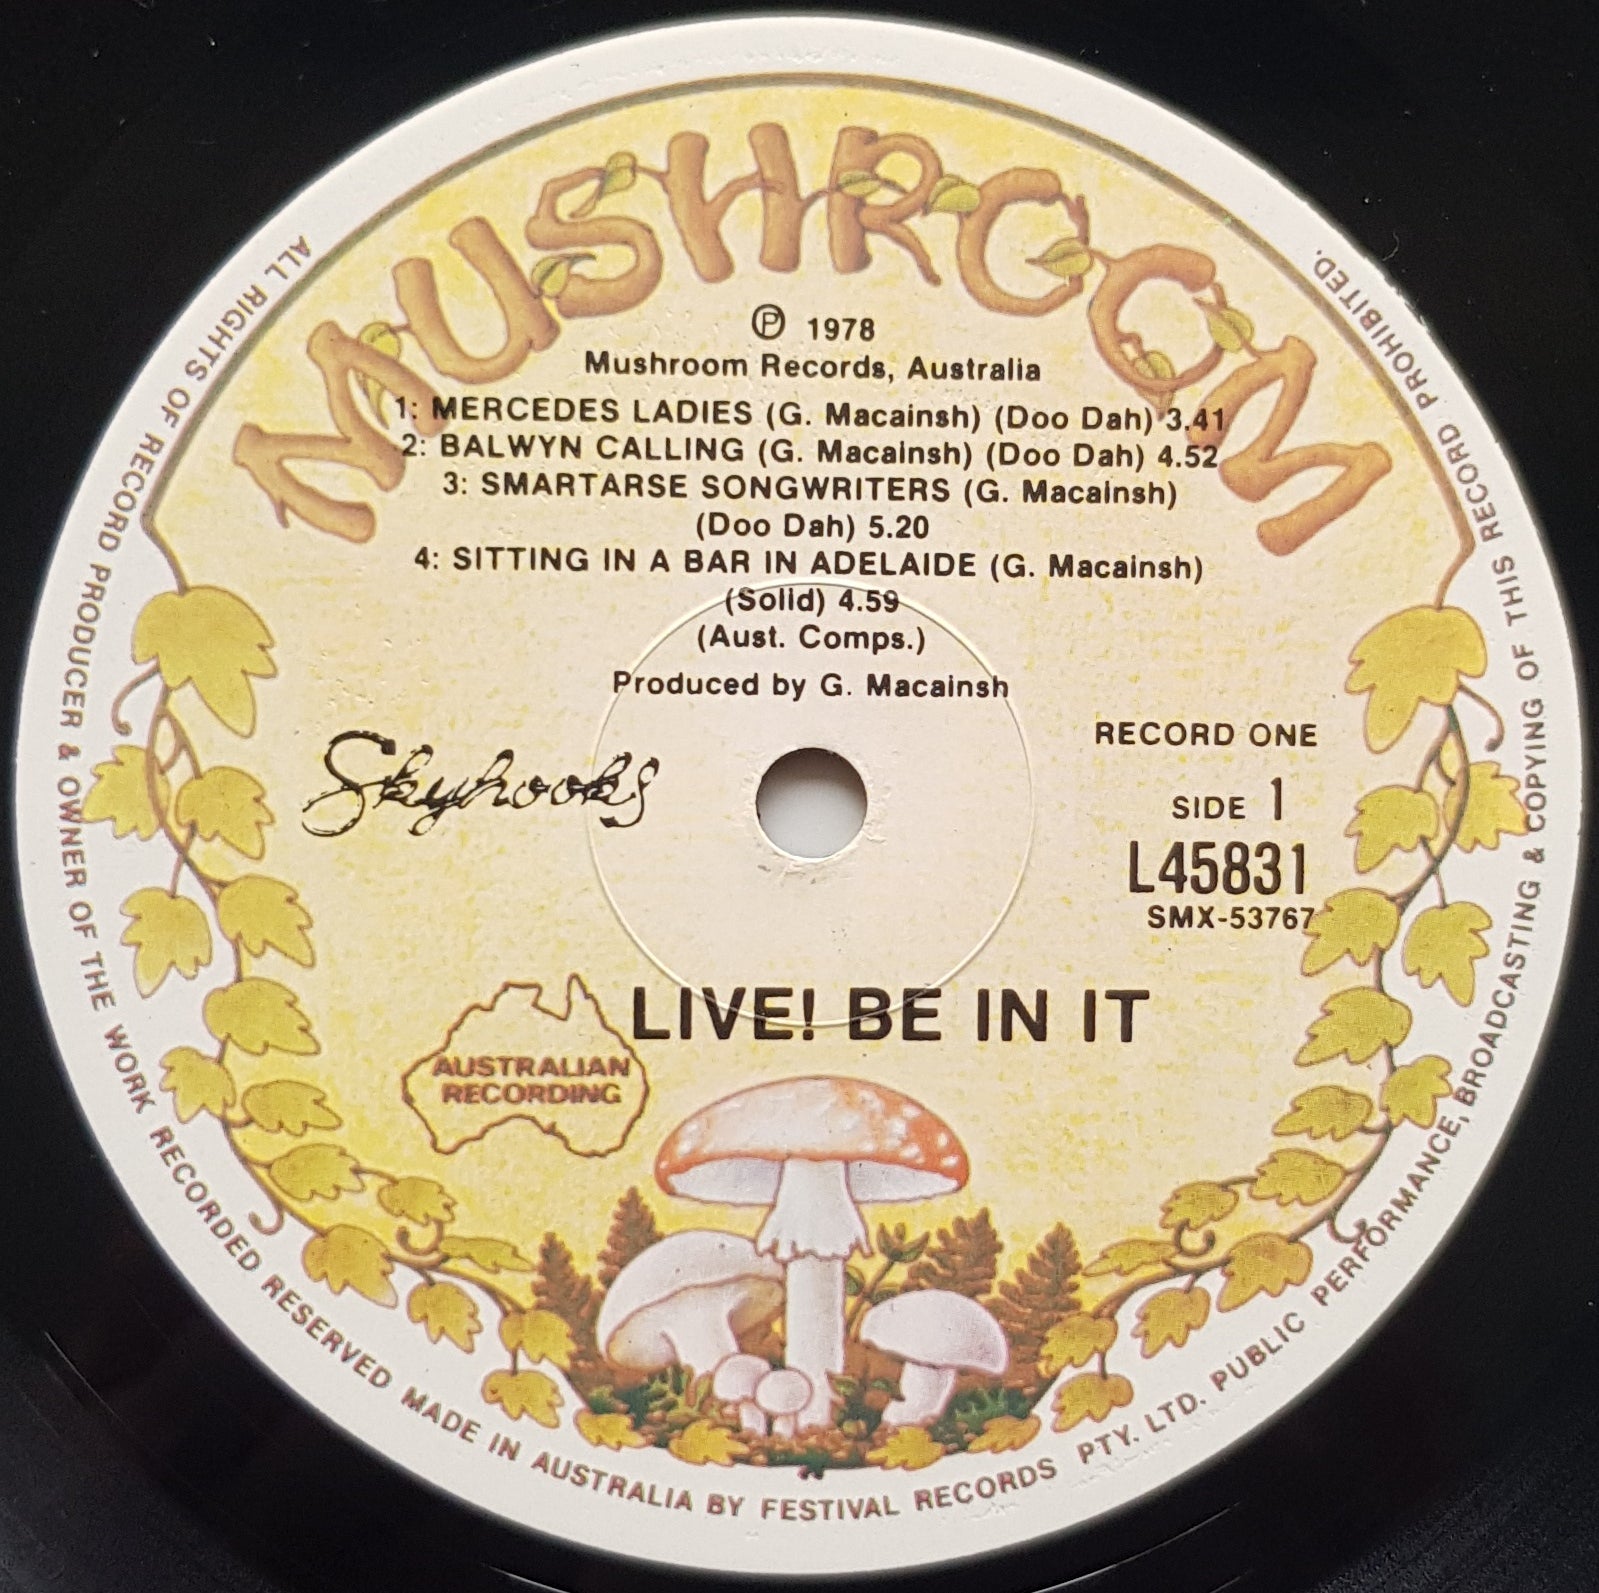 MUSHROOM
℗ 1978
Mushroom Records, Australia
1: MERCEDES LADIES (G. Macainsh) (Doo Dah) 3.41
2: BALWYN CALLING (G. Macainsh) (Doo Dah) 4.52
3: SMARTARSE SONGWRITERS (G. Macainsh)
(Doo Dah) 5.20
4: SITTING IN A BAR IN ADELAIDE (G. Macainsh)
(Solid) 4.59
(Aust. Comps.)
Produced by G. Macainsh
Skyhooks
RECORD ONE
SIDE 1
L45831
SMX-53767
LIVE! BE IN IT
AUSTRALIAN
RECORDING
ALL RIGHTS OF RECORD PRODUCER & OWNER OF THE WORK RECORDED RESERVED MADE IN AUSTRALIA BY FESTIVAL RECORDS PTY. LTD. PUBLIC PERFORMANCE, BROADCASTING & COPYING OF THIS RECORD PROHIBITED.